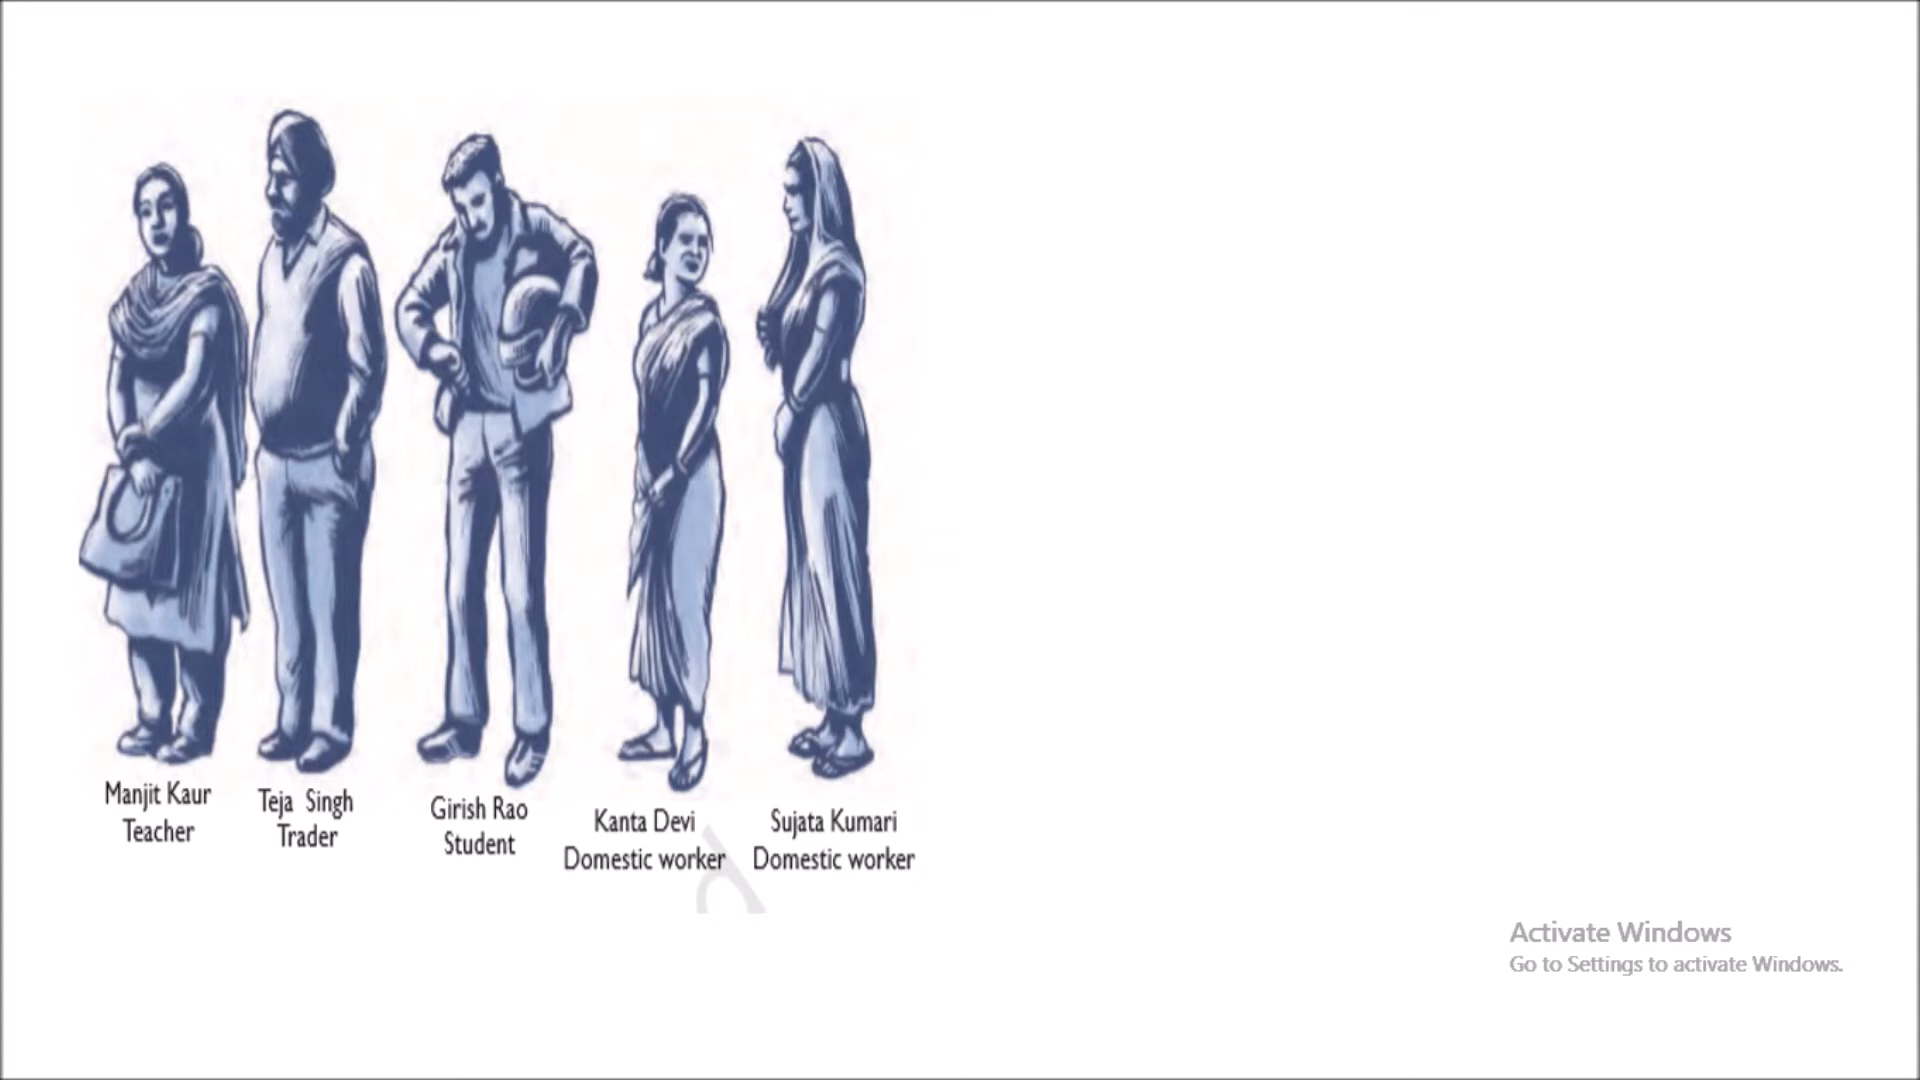 Manjit Kaur
Teacher
Teja Singh
Trader
Girish Rao
Student
Kanta Devi
Domestic worker
Sujata Kumari
Domestic worker
Activate Windows
Go to Settings to activate Windows.